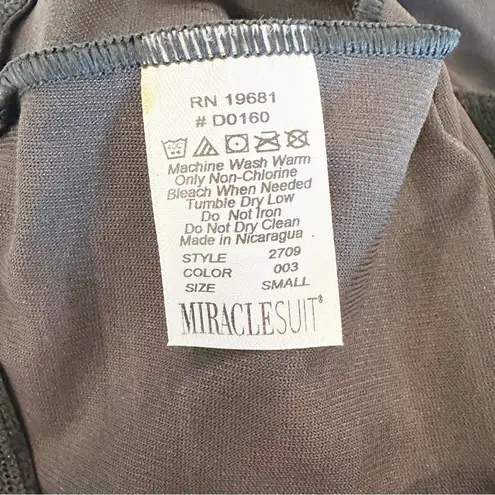 RN 19681
# D0160
Machine Wash Warm
Only Non-Chlorine
Bleach When Needed
Tumble Dry Low
Do Not Iron
Do Not Dry Clean
Made in Nicaragua
STYLE 2709
COLOR 003
SIZE SMALL
MIRACLESUIT®